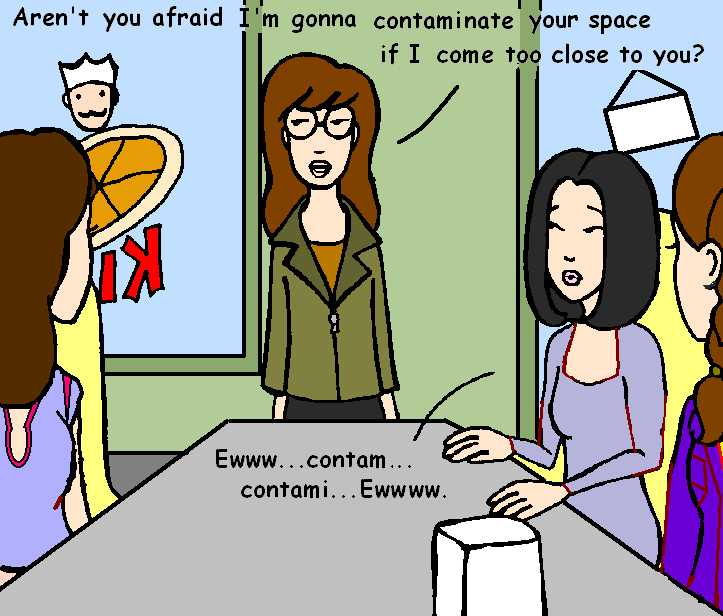 Aren't you afraid I'm gonna contaminate your space
if I come too close to you?
KI
Ewww...contam...
contami...Ewwww.